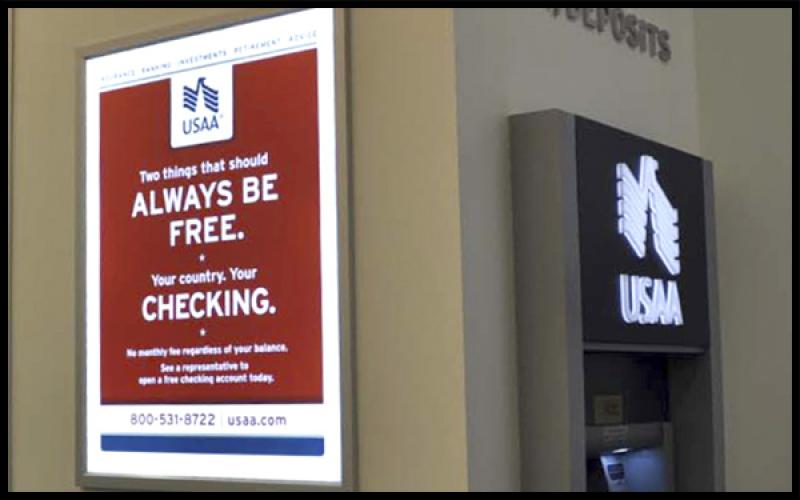 INSURANCE BANKING INVESTMENTS RETIREMENT ADVICE
USAA
Two things that should
ALWAYS BE
FREE.
Your country. Your
CHECKING.
No monthly fee regardless of your balance.
See a representative to
open a free checking account today.
800-531-8722 | usaa.com
DEPOSITS
USAA